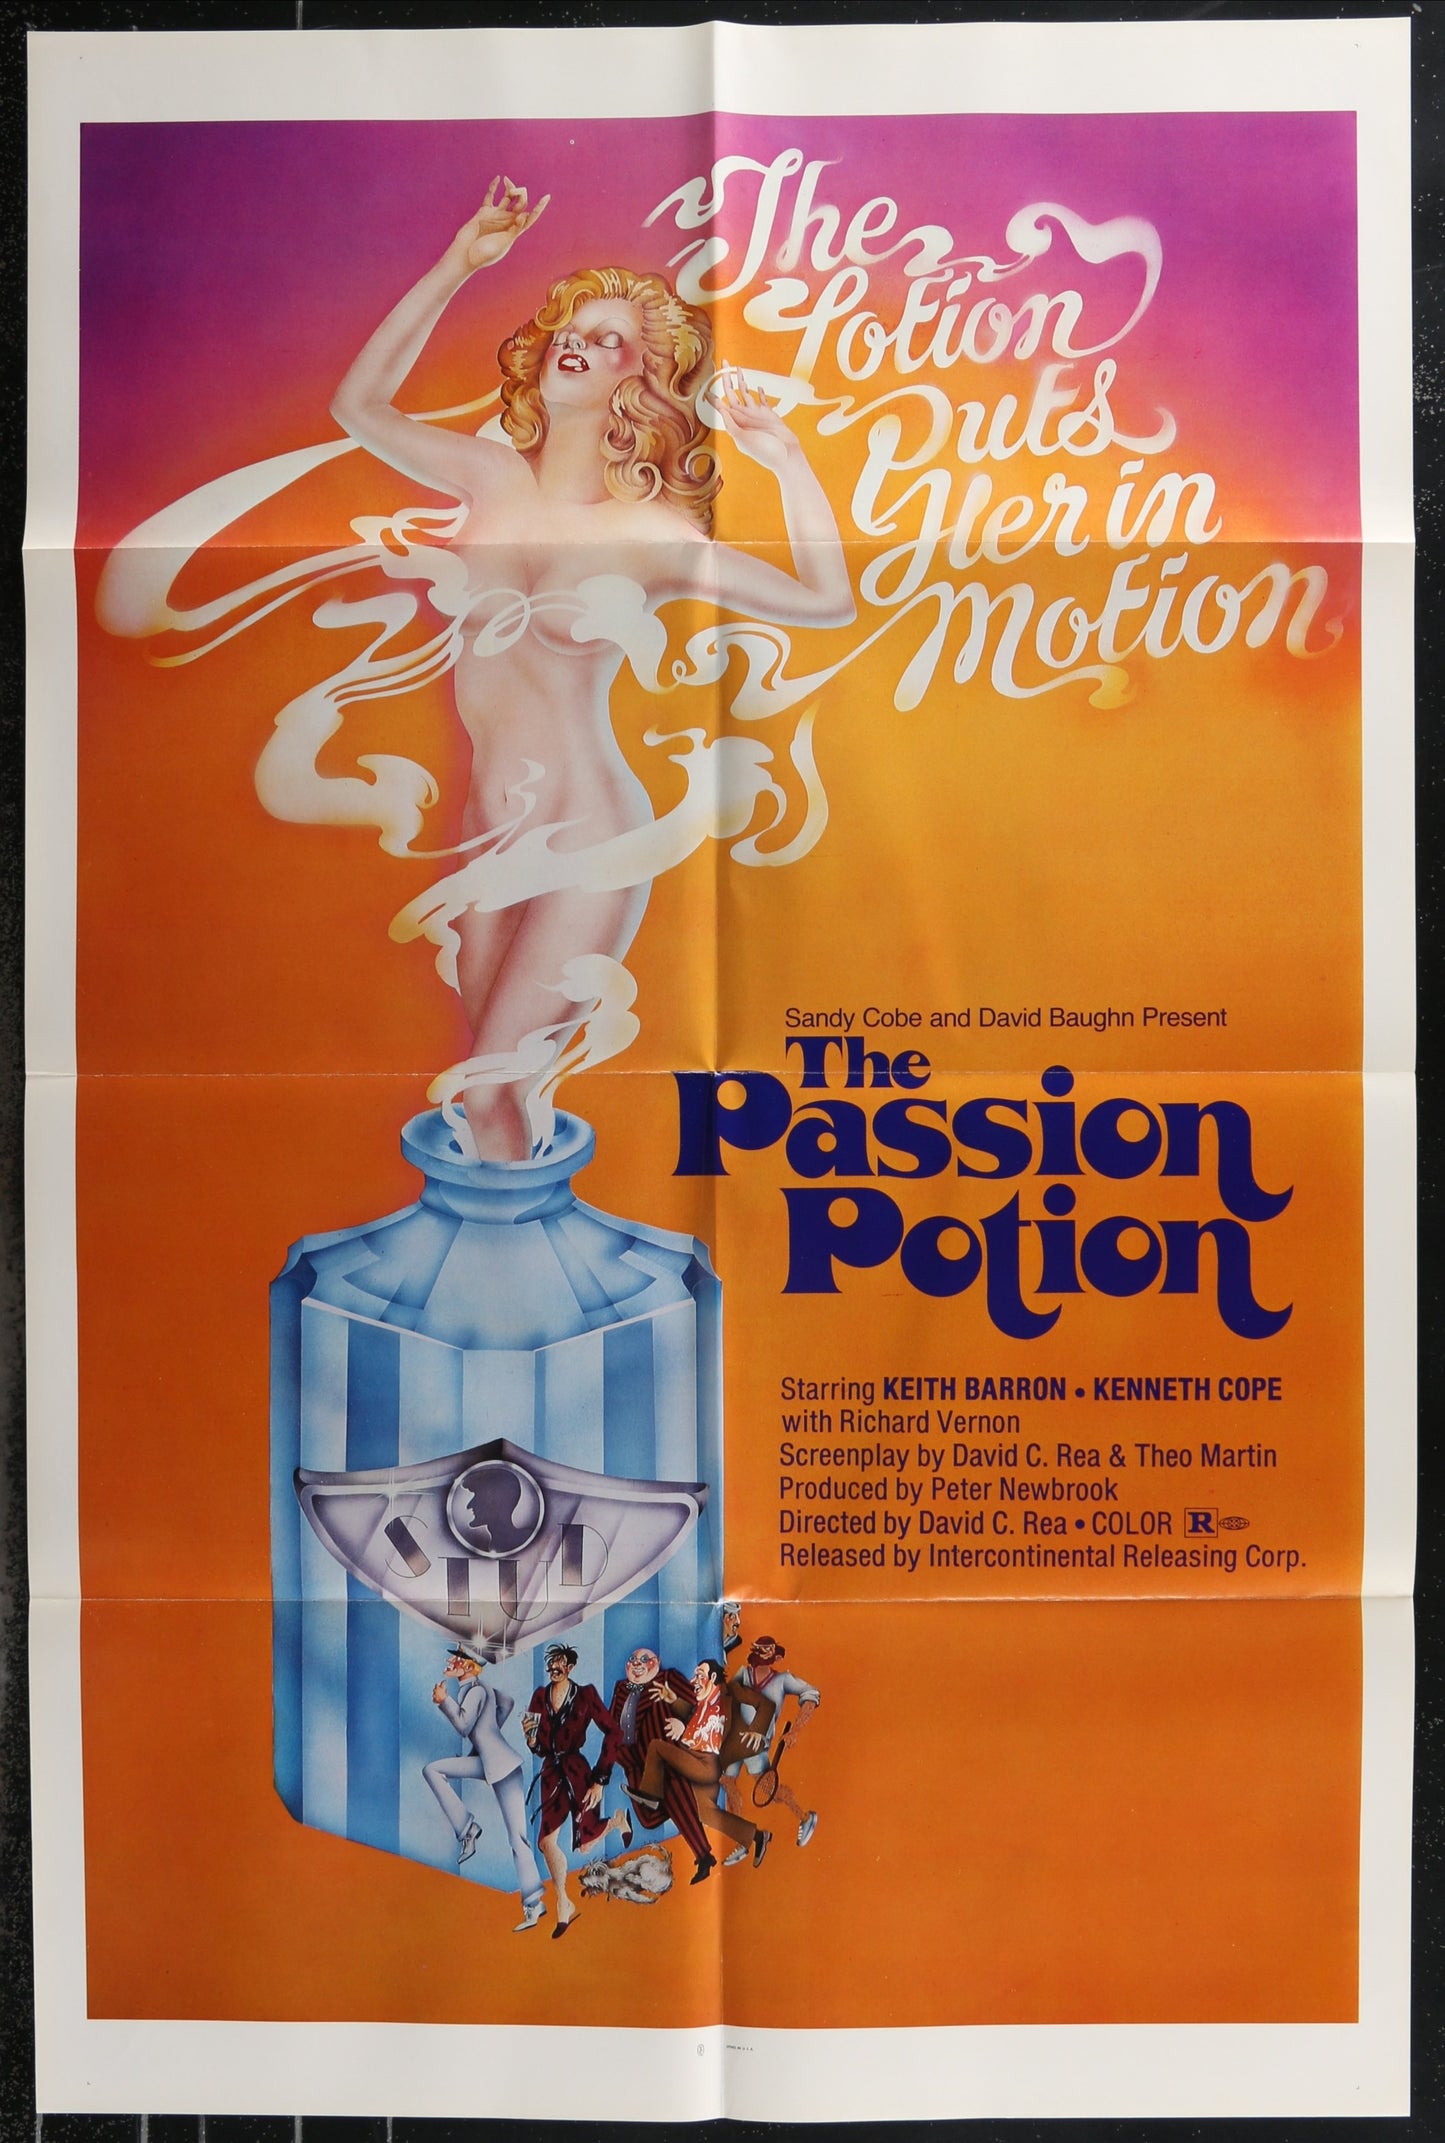 The
Lotion
Puts
Her in
Motion
Sandy Cobe and David Baughn Present
The
Passion
Potion
Starring KEITH BARRON • KENNETH COPE
with Richard Vernon
Screenplay by David C. Rea & Theo Martin
Produced by Peter Newbrook
Directed by David C. Rea • COLOR R
Released by Intercontinental Releasing Corp.
STUD